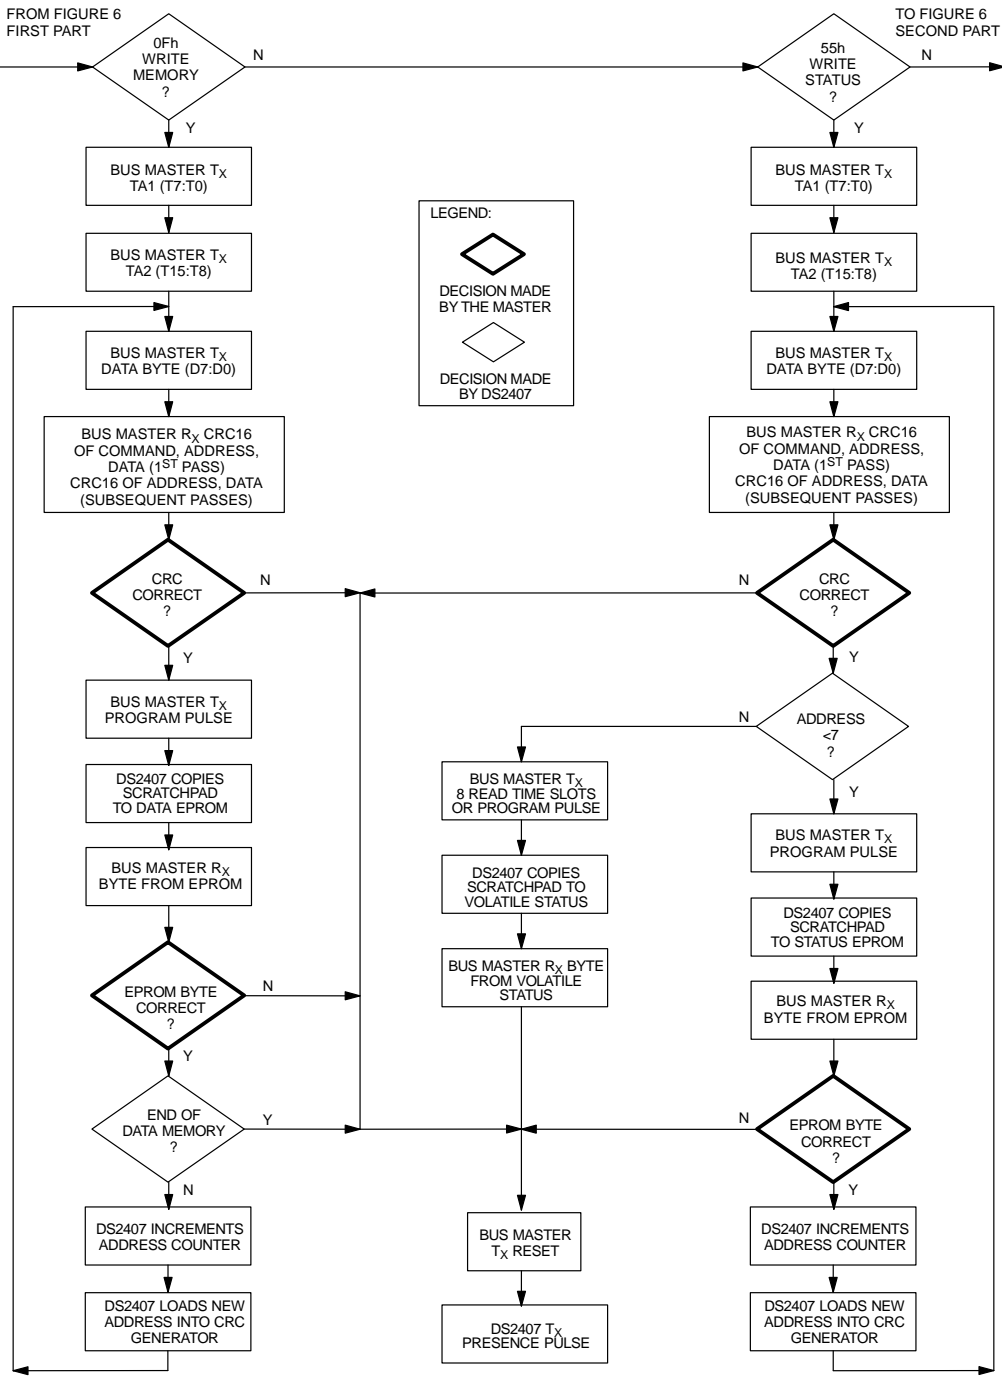 FROM FIGURE 6
FIRST PART
TO FIGURE 6
SECOND PART
0Fh
WRITE
MEMORY
?
N
Y
55h
WRITE
STATUS
?
N
Y
BUS MASTER TX
TA1 (T7:T0)
BUS MASTER TX
TA2 (T15:T8)
BUS MASTER TX
DATA BYTE (D7:D0)
BUS MASTER RX CRC16
OF COMMAND, ADDRESS,
DATA (1ST PASS)
CRC16 OF ADDRESS, DATA
(SUBSEQUENT PASSES)
CRC
CORRECT
?
N
Y
BUS MASTER TX
PROGRAM PULSE
DS2407 COPIES
SCRATCHPAD
TO DATA EPROM
BUS MASTER RX
BYTE FROM EPROM
EPROM BYTE
CORRECT
?
N
Y
END OF
DATA MEMORY
?
Y
N
DS2407 INCREMENTS
ADDRESS COUNTER
DS2407 LOADS NEW
ADDRESS INTO CRC
GENERATOR
LEGEND:
DECISION MADE
BY THE MASTER
DECISION MADE
BY DS2407
BUS MASTER TX
8 READ TIME SLOTS
OR PROGRAM PULSE
DS2407 COPIES
SCRATCHPAD TO
VOLATILE STATUS
BUS MASTER RX BYTE
FROM VOLATILE
STATUS
BUS MASTER
TX RESET
DS2407 TX
PRESENCE PULSE
BUS MASTER TX
TA1 (T7:T0)
BUS MASTER TX
TA2 (T15:T8)
BUS MASTER TX
DATA BYTE (D7:D0)
BUS MASTER RX CRC16
OF COMMAND, ADDRESS,
DATA (1ST PASS)
CRC16 OF ADDRESS, DATA
(SUBSEQUENT PASSES)
CRC
CORRECT
?
N
Y
ADDRESS
<7
?
N
Y
BUS MASTER TX
PROGRAM PULSE
DS2407 COPIES
SCRATCHPAD
TO STATUS EPROM
BUS MASTER RX
BYTE FROM EPROM
EPROM BYTE
CORRECT
?
N
Y
DS2407 INCREMENTS
ADDRESS COUNTER
DS2407 LOADS NEW
ADDRESS INTO CRC
GENERATOR